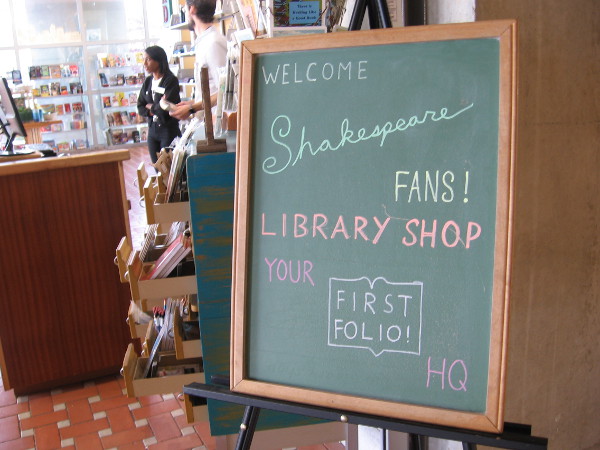 WELCOME
Shakespeare
FANS!
LIBRARY SHOP
YOUR
FIRST
FOLIO!
HQ